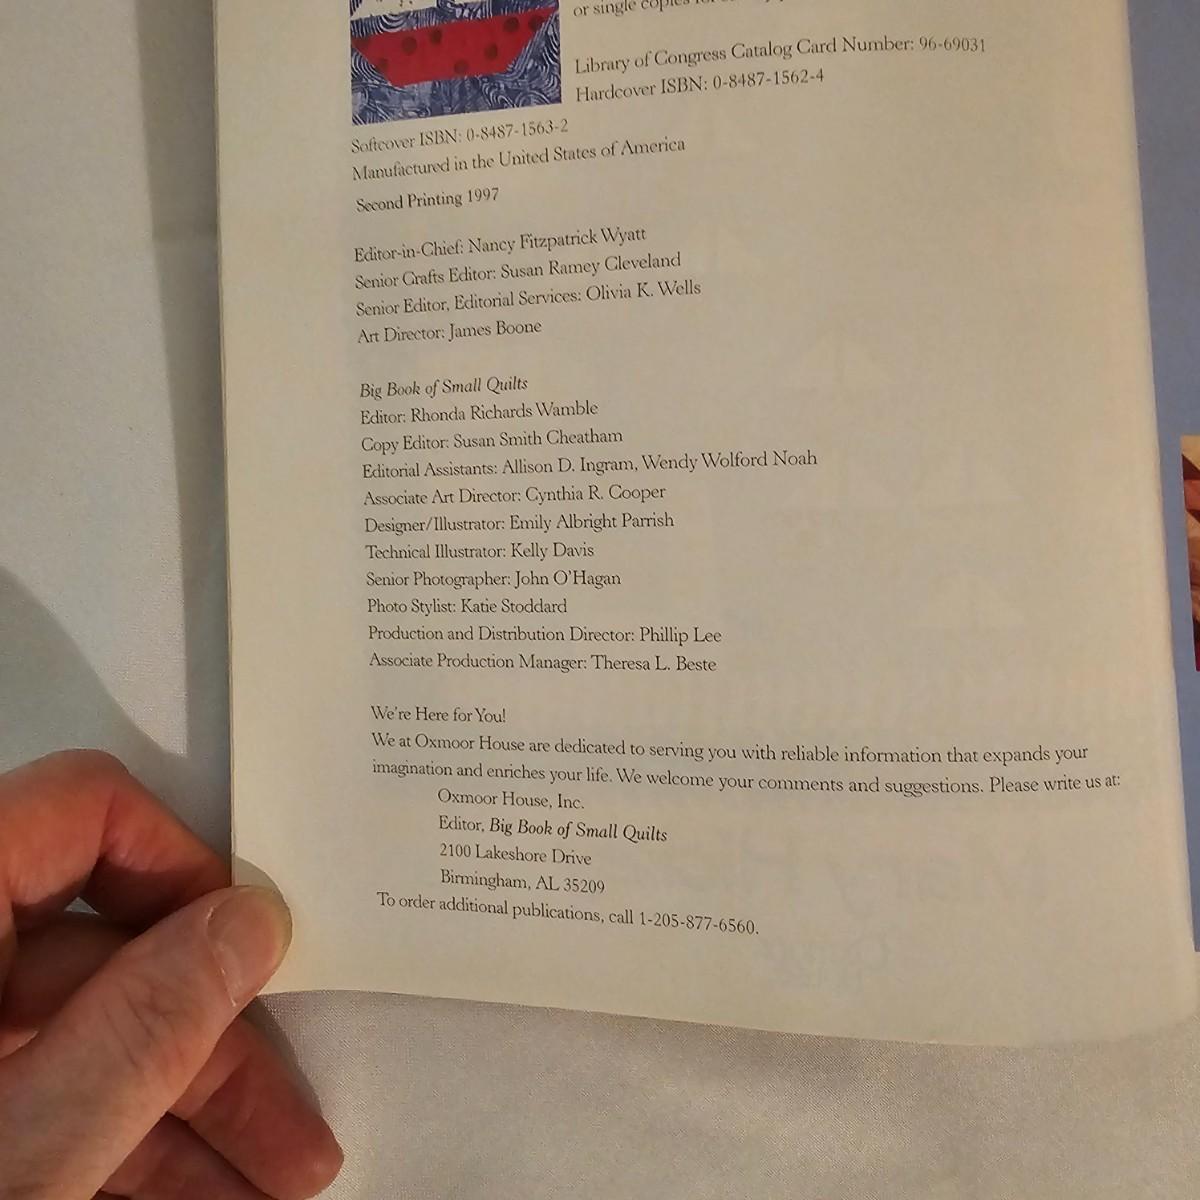 or single copies for
Library of Congress Catalog Card Number: 96-69031
Hardcover ISBN: 0-8487-1562-4
Softcover ISBN: 0-8487-1563-2
Manufactured in the United States of America
Second Printing 1997
Editor-in-Chief: Nancy Fitzpatrick Wyatt
Senior Crafts Editor: Susan Ramey Cleveland
Senior Editor, Editorial Services: Olivia K. Wells
Art Director: James Boone
Big Book of Small Quilts
Editor: Rhonda Richards Wamble
Copy Editor: Susan Smith Cheatham
Editorial Assistants: Allison D. Ingram, Wendy Wolford Noah
Associate Art Director: Cynthia R. Cooper
Designer/Illustrator: Emily Albright Parrish
Technical Illustrator: Kelly Davis
Senior Photographer: John O'Hagan
Photo Stylist: Katie Stoddard
Production and Distribution Director: Phillip Lee
Associate Production Manager: Theresa L. Beste
We're Here for You!
We at Oxmoor House are dedicated to serving you with reliable information that expands your
imagination and enriches your life. We welcome your comments and suggestions. Please write us at:
Oxmoor House, Inc.
Editor, Big Book of Small Quilts
2100 Lakeshore Drive
Birmingham, AL 35209
To order additional publications, call 1-205-877-6560.